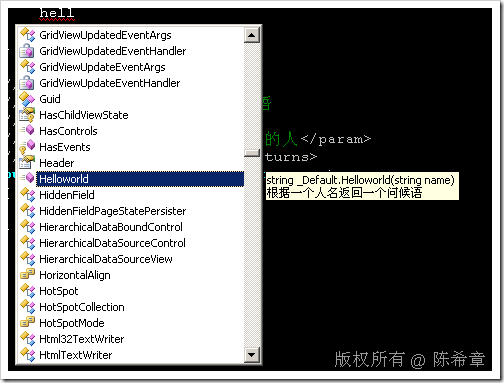 hell
GridViewUpdatedEventArgs
GridViewUpdatedEventHandler
GridViewUpdateEventArgs
GridViewUpdateEventHandler
Guid
HasChildViewState
HasControls
的人</param>
HasEvents
turns>
Header
Helloworld
string _Default.Helloworld(string name)
根据一个人名返回一个问候语
HiddenField
HiddenFieldPageStatePersister
HierarchicalDataBoundControl
HierarchicalDataSourceControl
HierarchicalDataSourceView
HorizontalAlign
HotSpot
HotSpotCollection
HotSpotMode
Html32TextWriter
HtmlTextWriter
版权所有 @ 陈希章